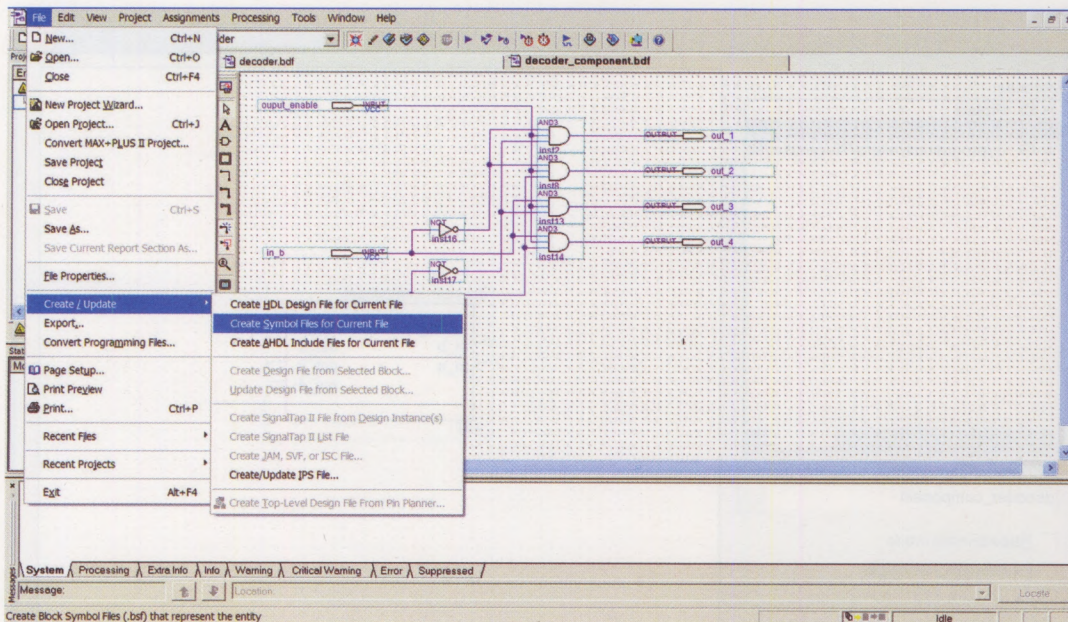 File Edit View Project Assignments Processing Tools Window Help
New... Ctrl+N
Open... Ctrl+O
Close Ctrl+F4
New Project Wizard...
Open Project... Ctrl+J
Convert MAX+PLUS II Project...
Save Project
Close Project
Save Ctrl+S
Save As...
Save Current Report Section As...
File Properties...
Create / Update
Export...
Convert Programming Files...
Page Setup...
Print Preview
Print... Ctrl+P
Recent Files
Recent Projects
Exit Alt+F4
Create HDL Design File for Current File
Create Symbol Files for Current File
Create AHDL Include Files for Current File
Create Design File from Selected Block...
Update Design File from Selected Block...
Create SignalTap II File from Design Instance(s)
Create SignalTap II List File
Create JAM, SVF, or ISC File...
Create/Update IPS File...
Create Top-Level Design File From Pin Planner...
der
decoder.bdf
decoder_component.bdf
ouput_enable INPUT VCC
AND3
inst2
OUTPUT out_1
AND3
inst8
OUTPUT out_2
AND3
inst13
OUTPUT out_3
AND3
inst14
OUTPUT out_4
NOT
inst16
in_b INPUT VCC
NOT
inst17
System Processing Extra Info Info Warning Critical Warning Error Suppressed
Messages
Message:
Location:
Locate
Create Block Symbol Files (.bsf) that represent the entity
Idle